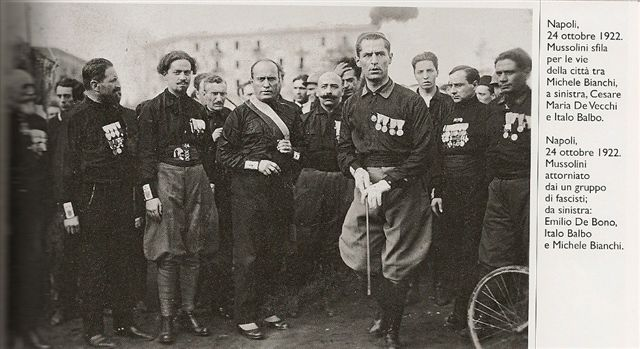 Napoli,
24 ottobre 1922.
Mussolini sfila
per le vie
della città tra
Michele Bianchi,
a sinistra, Cesare
Maria De Vecchi
e Italo Balbo.
Napoli,
24 ottobre 1922.
Mussolini
attorniato
dai un gruppo
di fascisti;
da sinistra:
Emilio De Bono,
Italo Balbo
e Michele Bianchi.